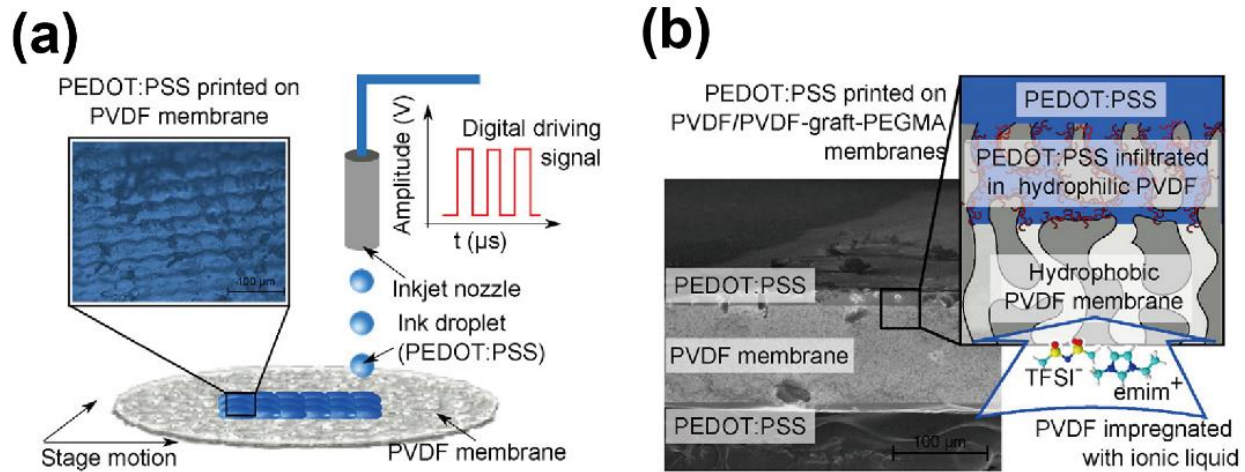 (a)
PEDOT:PSS printed on
PVDF membrane
100 µm
Amplitude (V)
Digital driving
signal
t (µs)
Inkjet nozzle
Ink droplet
(PEDOT:PSS)
PVDF membrane
Stage motion
(b)
PEDOT:PSS printed on
PVDF/PVDF-graft-PEGMA
membranes
PEDOT:PSS
PVDF membrane
PEDOT:PSS
100 µm
PEDOT:PSS
PEDOT:PSS infiltrated
in hydrophilic PVDF
Hydrophobic
PVDF membrane
TFSI⁻
emim⁺
PVDF impregnated
with ionic liquid